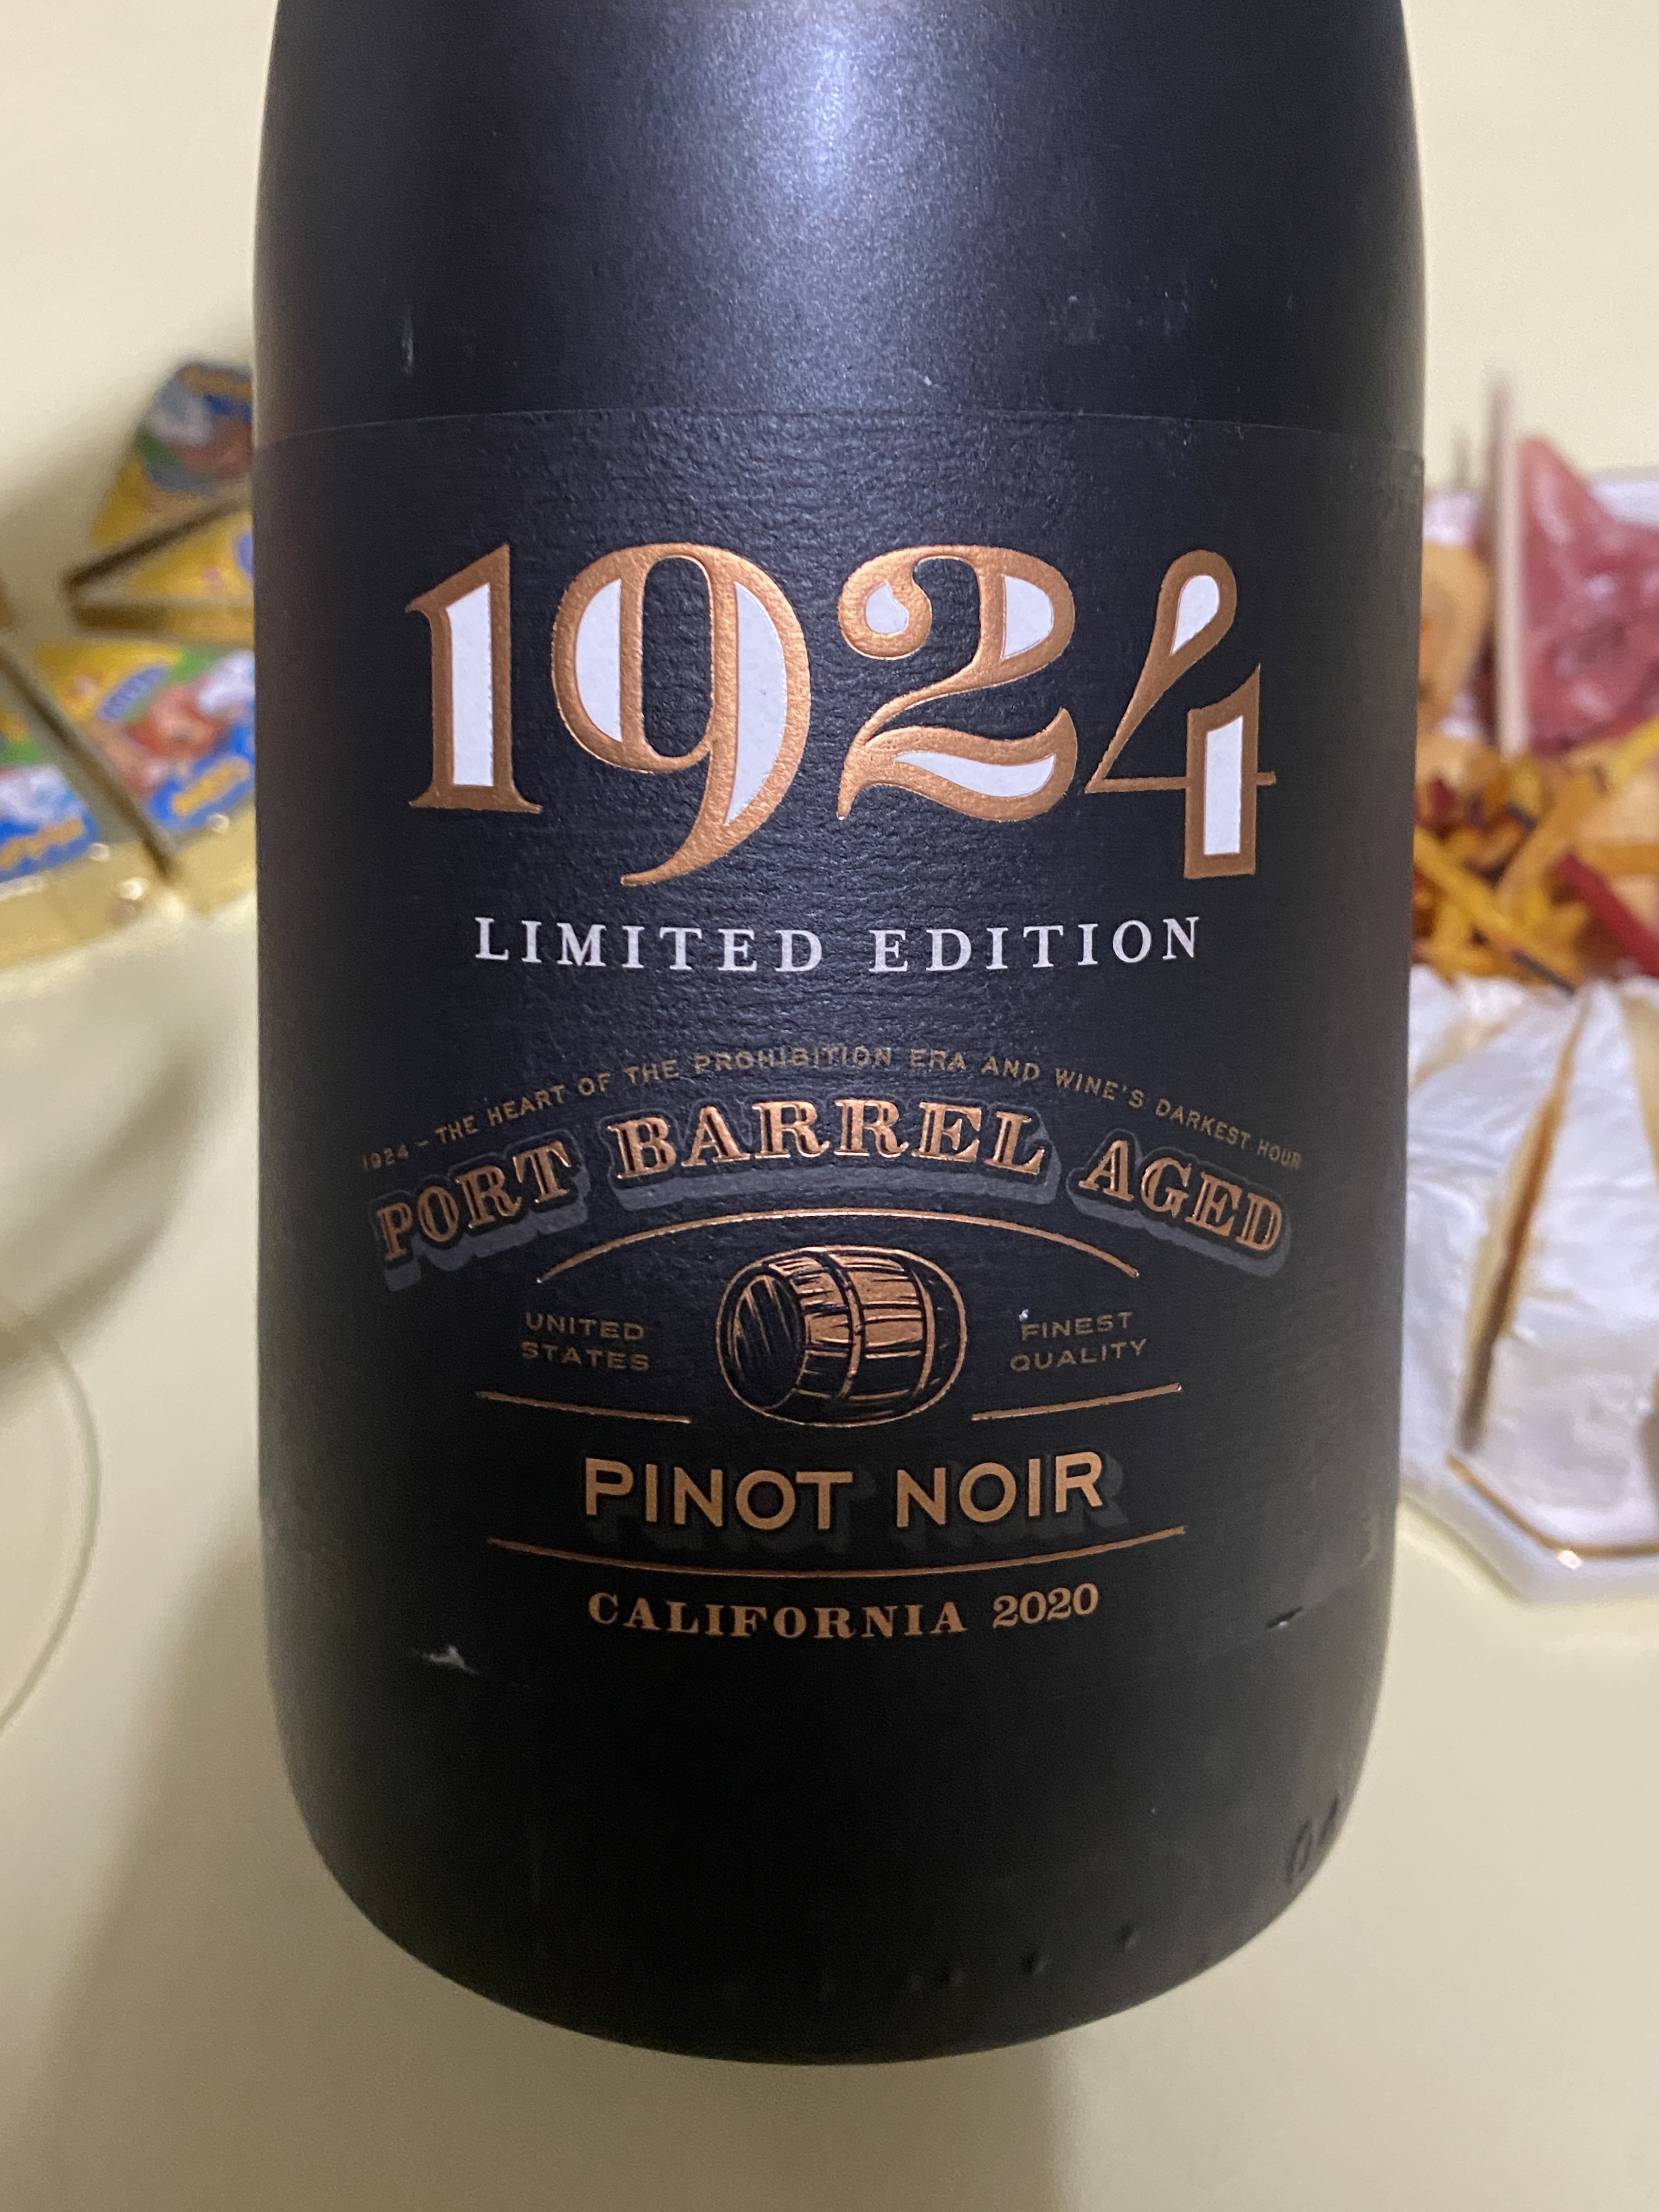 1924
LIMITED EDITION
1924 – THE HEART OF THE PROHIBITION ERA AND WINE'S DARKEST HOUR
PORT BARREL AGED
UNITED
STATES
FINEST
QUALITY
PINOT NOIR
CALIFORNIA 2020